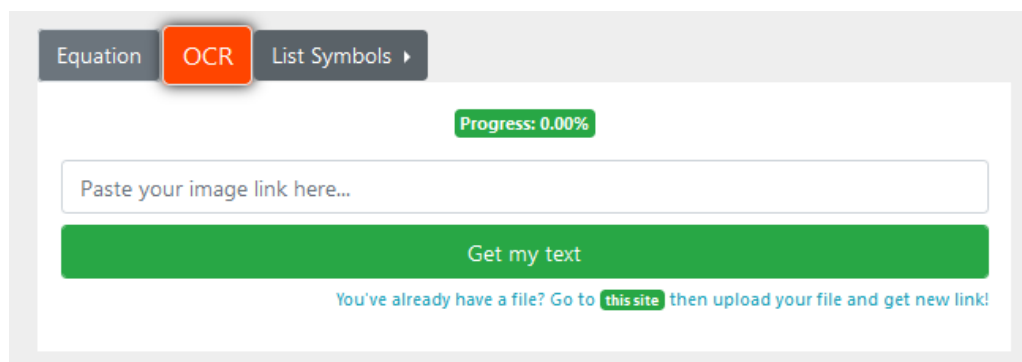 Equation OCR List Symbols ▸
Progress: 0.00%
Paste your image link here...
Get my text
You've already have a file? Go to this site then upload your file and get new link!